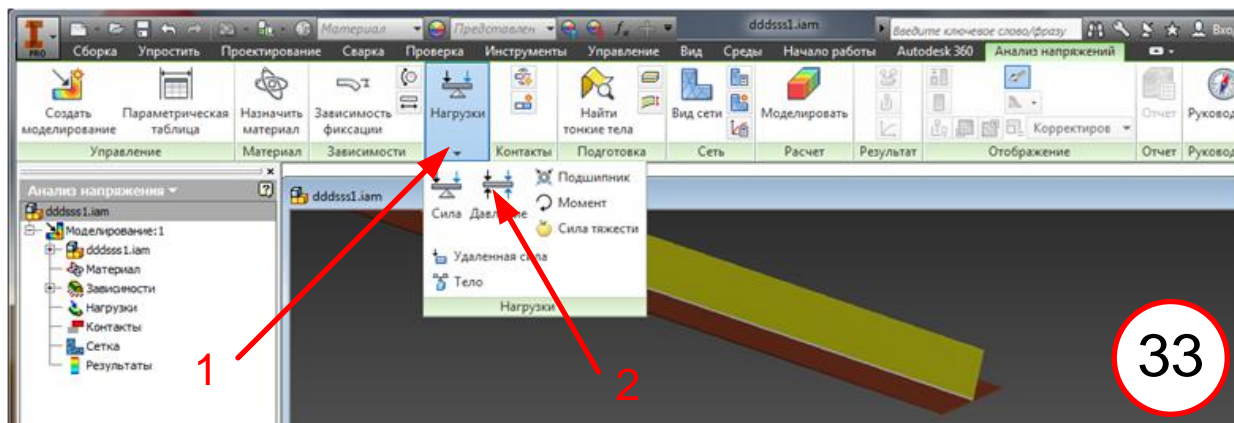 Материал Представлен dddsss1.iam Введите ключевое слово/фразу
PRO Сборка Упростить Проектирование Сварка Проверка Инструменты Управление Вид Среды Начало работы Autodesk 360 Анализ напряжений
Создать моделирование
Параметрическая таблица
Назначить материал
Зависимость фиксации
Нагрузки
Найти тонкие тела
Вид сети
Моделировать
Корректиров
Отчет
Управление Материал Зависимости Контакты Подготовка Сеть Расчет Результат Отображение Отчет
Анализ напряжения
dddsss1.iam
Моделирование:1
dddsss1.iam
Материал
Зависимости
Нагрузки
Контакты
Сетка
Результаты
dddsss1.iam
Сила
Подшипник
Момент
Сила тяжести
Удаленная сила
Тело
Нагрузки
1
2
33